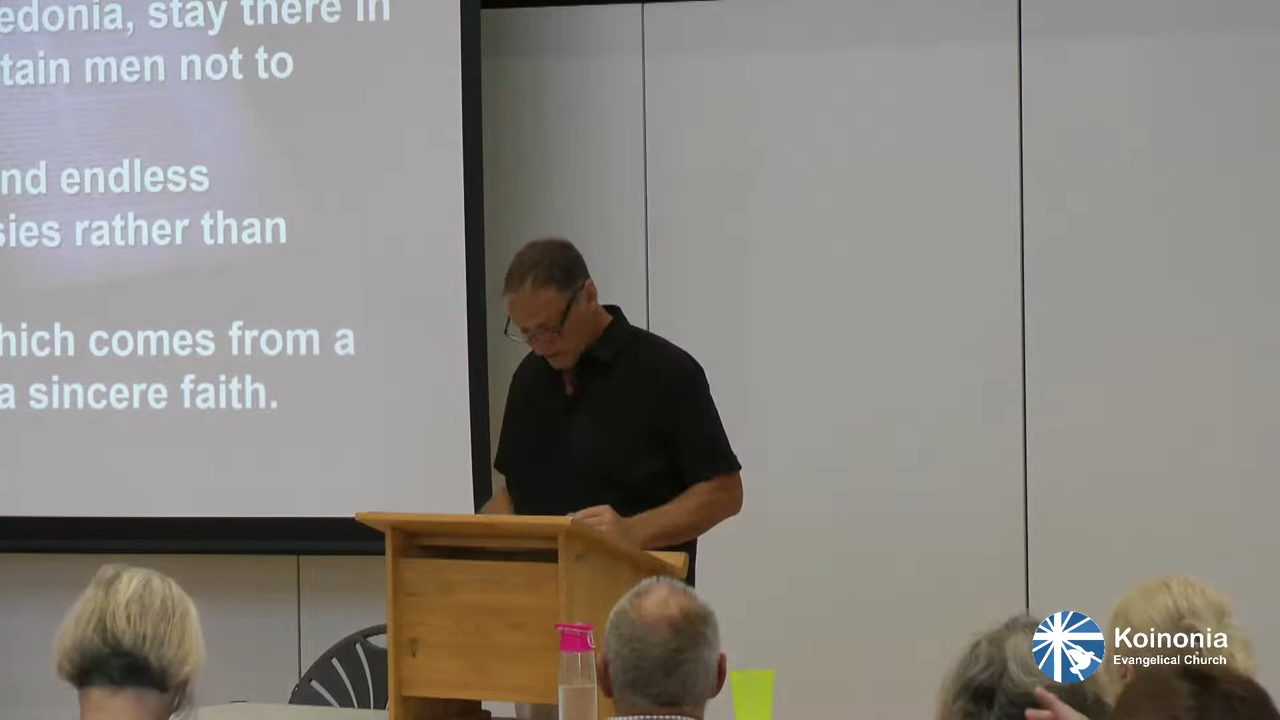 edonia, stay there in
tain men not to
nd endless
sies rather than
hich comes from a
a sincere faith.
Koinonia
Evangelical Church